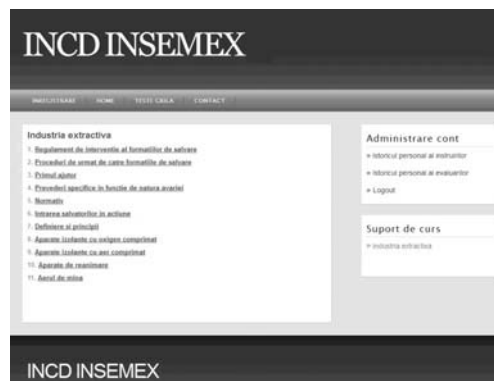 INCD INSEMEX
INREGISTRARE HOME TESTE GRILA CONTACT
Industria extractiva
1. Regulament de interventie al formatiilor de salvare
2. Proceduri de urmat de catre formatiile de salvare
3. Primul ajutor
4. Prevederi specifice in functie de natura avariei
5. Normativ
6. Intrarea salvatorilor in actiune
7. Definiere si principii
8. Aparate izolante cu oxigen comprimat
9. Aparate izolante cu aer comprimat
10. Aparate de reanimare
11. Aerul de mina
Administrare cont
» Istoricul personal al instruirilor
» Istoricul personal al evaluarilor
» Logout
Suport de curs
» industria extractiva
INCD INSEMEX